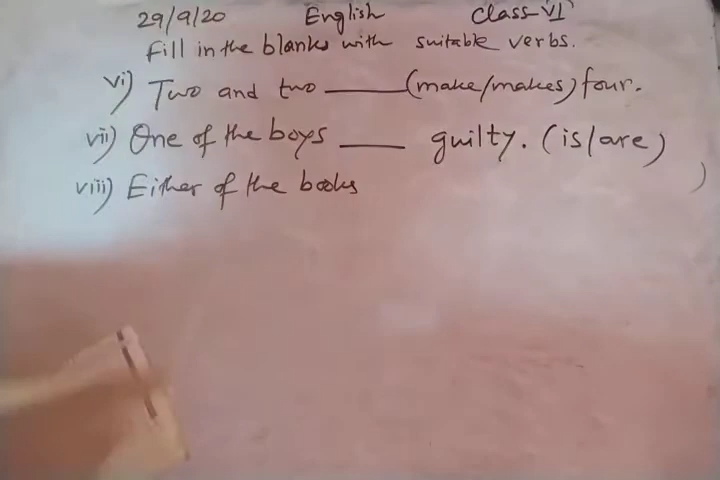 29/9/20 English Class-VI
Fill in the blanks with suitable verbs.
vi) Two and two ______ (make/makes) four.
vii) One of the boys ____ guilty. (is/are)
viii) Either of the books
)